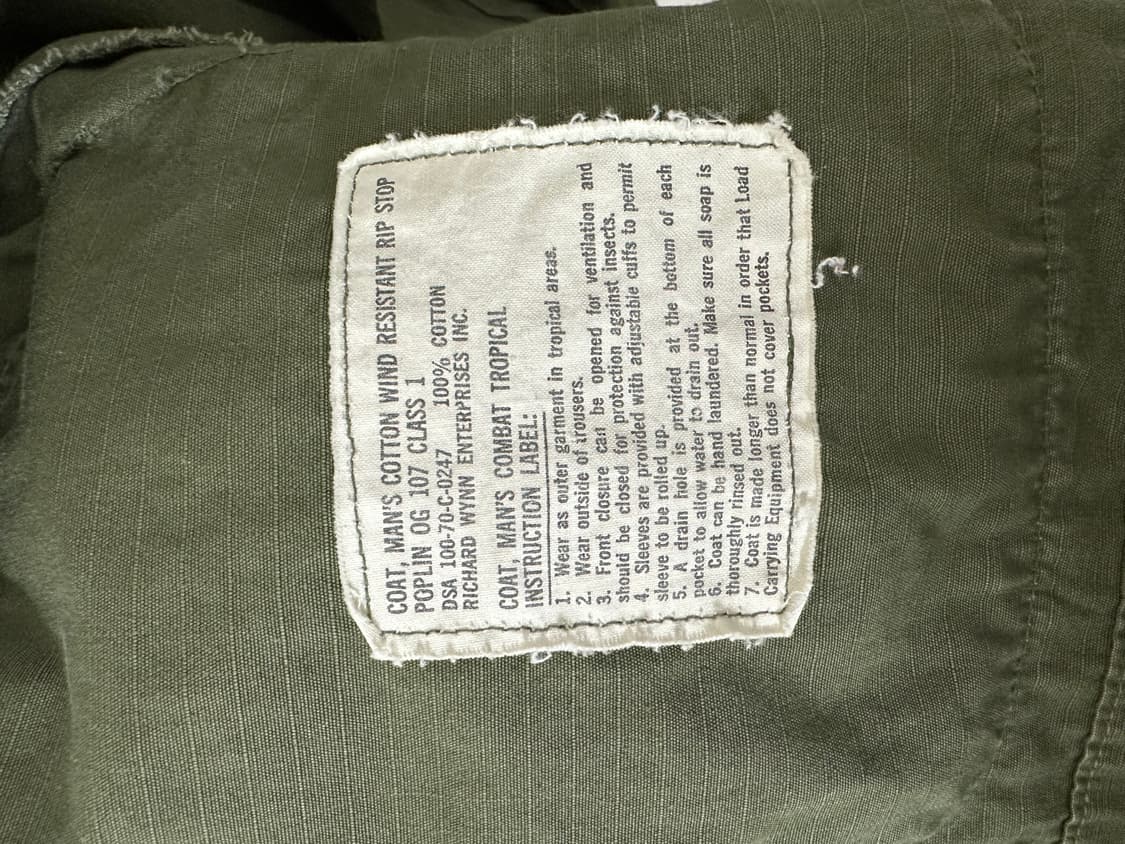 COAT, MAN'S COTTON WIND RESISTANT RIP STOP
POPLIN OG 107 CLASS 1
DSA 100-70-C-0247 100% COTTON
RICHARD WYNN ENTERPRISES INC.
COAT, MAN'S COMBAT TROPICAL
INSTRUCTION LABEL:
1. Wear as outer garment in tropical areas.
2. Wear outside of trousers.
3. Front closure can be opened for ventilation and
should be closed for protection against insects.
4. Sleeves are provided with adjustable cuffs to permit
sleeve to be rolled up.
5. A drain hole is provided at the bottom of each
pocket to allow water to drain out.
6. Coat can be hand laundered. Make sure all soap is
thoroughly rinsed out.
7. Coat is made longer than normal in order that Load
Carrying Equipment does not cover pockets.